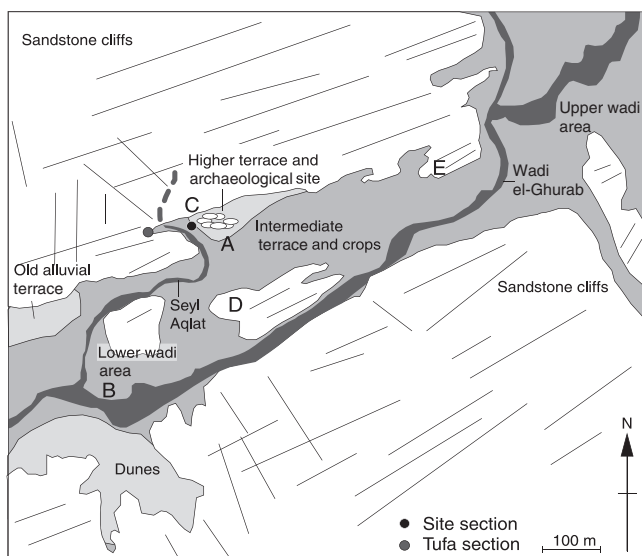 Sandstone cliffs
Upper wadi
area
Higher terrace and
archaeological site
E
Wadi
el-Ghurab
C
A
Intermediate
terrace and crops
Old alluvial
terrace
Seyl
Aqlat
D
Sandstone cliffs
Lower wadi
area
B
N
Dunes
Site section
Tufa section
100 m